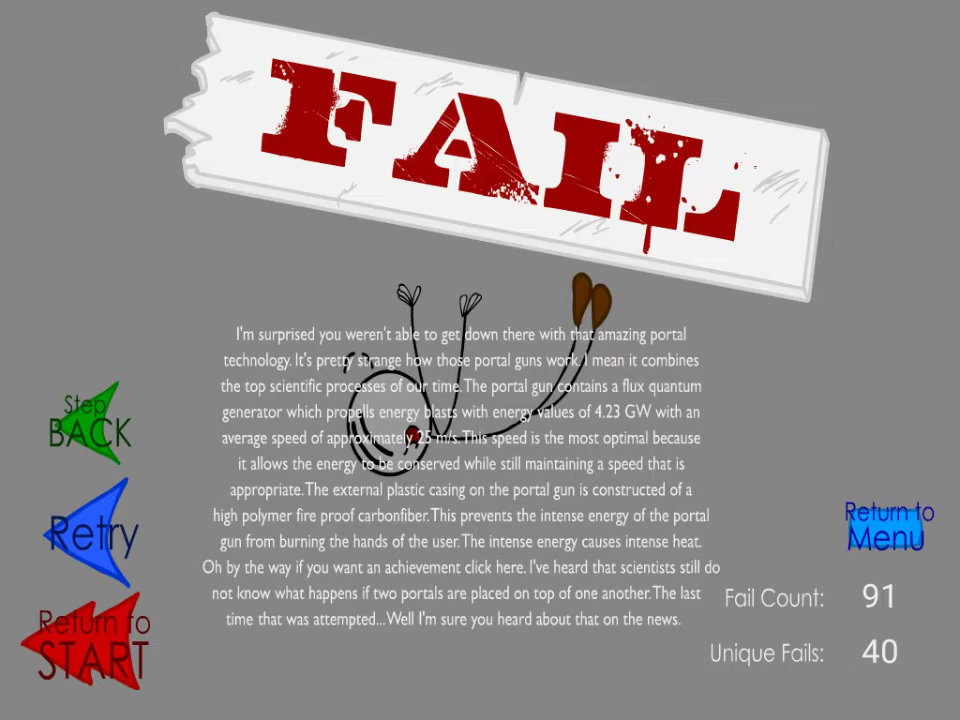 FAIL
I'm surprised you weren't able to get down there with that amazing portal
technology. It's pretty strange how those portal guns work. I mean it combines
the top scientific processes of our time. The portal gun contains a flux quantum
generator which propells energy blasts with energy values of 4.23 GW with an
average speed of approximately 25 m/s. This speed is the most optimal because
it allows the energy to be conserved while still maintaining a speed that is
appropriate. The external plastic casing on the portal gun is constructed of a
high polymer fire proof carbonfiber. This prevents the intense energy of the portal
gun from burning the hands of the user. The intense energy causes intense heat.
Oh by the way if you want an achievement click here. I've heard that scientists still do
not know what happens if two portals are placed on top of one another. The last
time that was attempted... Well I'm sure you heard about that on the news.
Step
BACK
Retry
Return to
START
Return to
Menu
Fail Count: 91
Unique Fails: 40